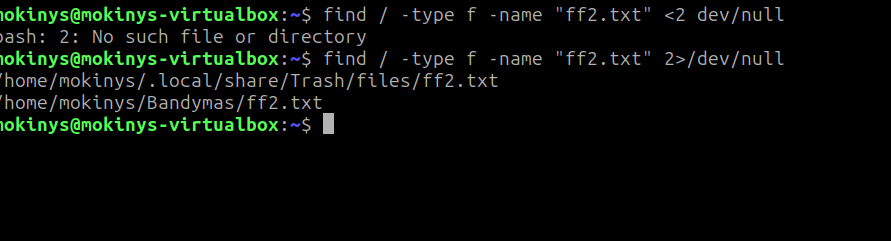 mokinys@mokinys-virtualbox:~$ find / -type f -name "ff2.txt" <2 dev/null
bash: 2: No such file or directory
mokinys@mokinys-virtualbox:~$ find / -type f -name "ff2.txt" 2>/dev/null
/home/mokinys/.local/share/Trash/files/ff2.txt
/home/mokinys/Bandymas/ff2.txt
mokinys@mokinys-virtualbox:~$